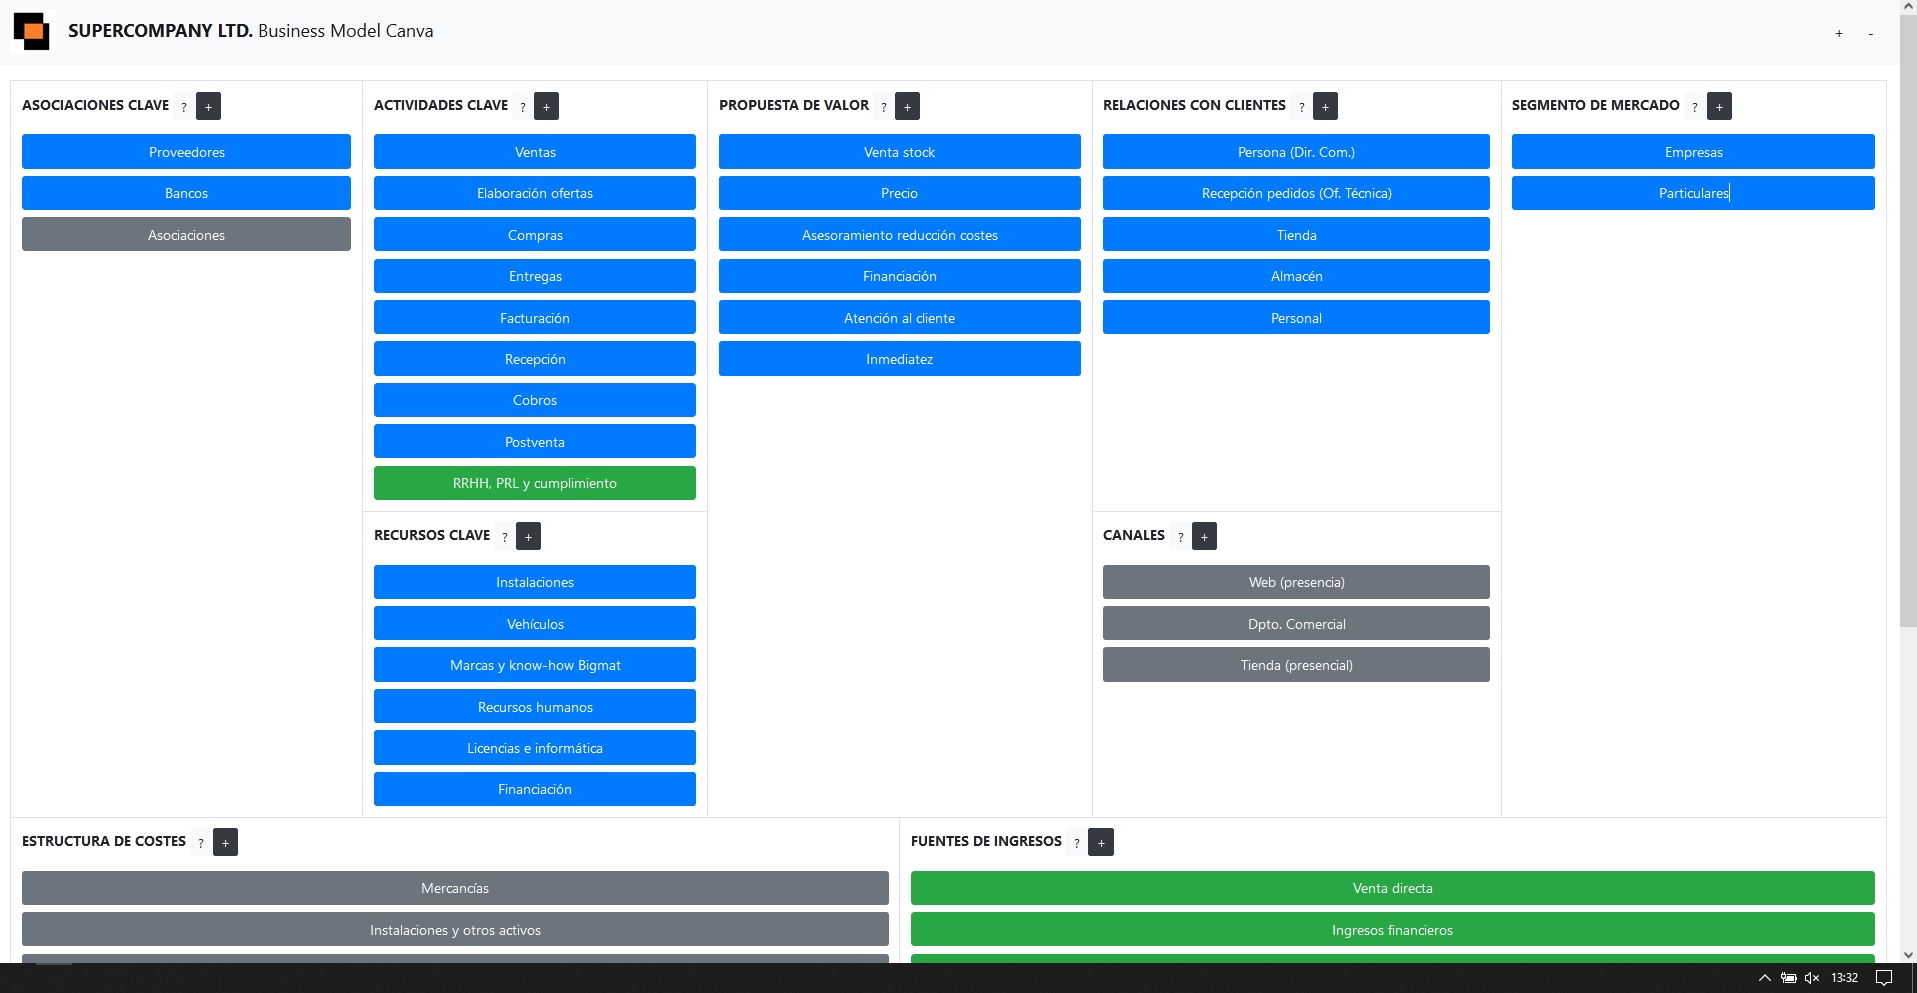 SUPERCOMPANY LTD. Business Model Canva
+ -
ASOCIACIONES CLAVE ? +
Proveedores
Bancos
Asociaciones
ACTIVIDADES CLAVE ? +
Ventas
Elaboración ofertas
Compras
Entregas
Facturación
Recepción
Cobros
Postventa
RRHH, PRL y cumplimiento
RECURSOS CLAVE ? +
Instalaciones
Vehículos
Marcas y know-how Bigmat
Recursos humanos
Licencias e informática
Financiación
PROPUESTA DE VALOR ? +
Venta stock
Precio
Asesoramiento reducción costes
Financiación
Atención al cliente
Inmediatez
RELACIONES CON CLIENTES ? +
Persona (Dir. Com.)
Recepción pedidos (Of. Técnica)
Tienda
Almacén
Personal
CANALES ? +
Web (presencia)
Dpto. Comercial
Tienda (presencial)
SEGMENTO DE MERCADO ? +
Empresas
Particulares
ESTRUCTURA DE COSTES ? +
Mercancías
Instalaciones y otros activos
FUENTES DE INGRESOS ? +
Venta directa
Ingresos financieros
13:32